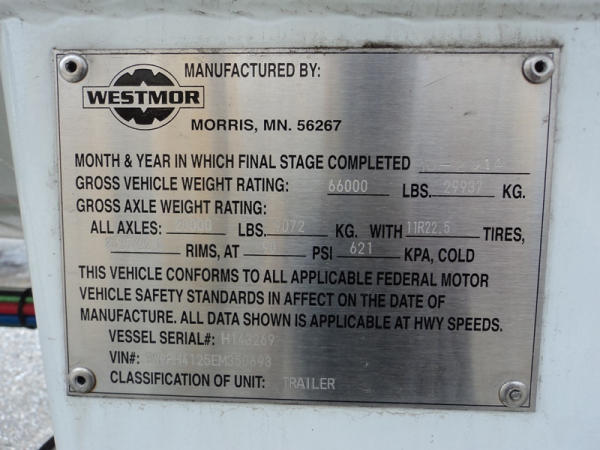 MANUFACTURED BY:
WESTMOR
MORRIS, MN. 56267
MONTH & YEAR IN WHICH FINAL STAGE COMPLETED
GROSS VEHICLE WEIGHT RATING: 66000 LBS. 29937 KG.
GROSS AXLE WEIGHT RATING:
ALL AXLES: LBS. 9072 KG. WITH 11R22.5 TIRES,
RIMS, AT PSI 621 KPA, COLD
THIS VEHICLE CONFORMS TO ALL APPLICABLE FEDERAL MOTOR
VEHICLE SAFETY STANDARDS IN AFFECT ON THE DATE OF
MANUFACTURE. ALL DATA SHOWN IS APPLICABLE AT HWY SPEEDS.
VESSEL SERIAL#: H143269
VIN#:
CLASSIFICATION OF UNIT: TRAILER